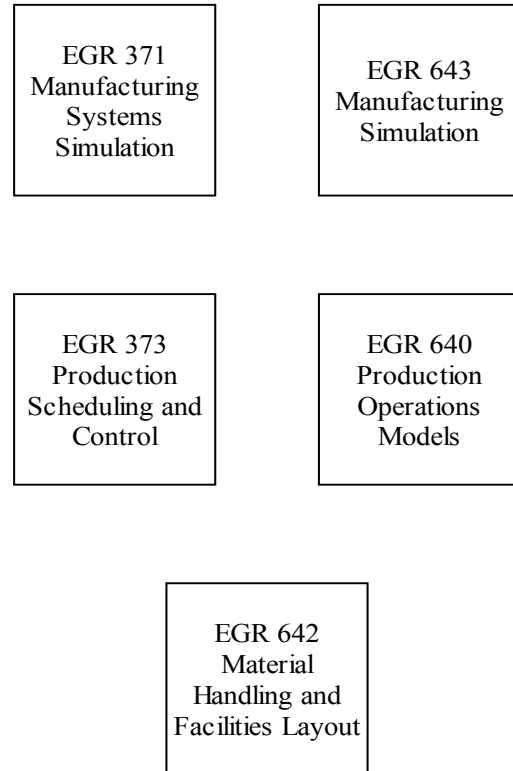 EGR 371
Manufacturing
Systems
Simulation
EGR 643
Manufacturing
Simulation
EGR 373
Production
Scheduling and
Control
EGR 640
Production
Operations
Models
EGR 642
Material
Handling and
Facilities Layout